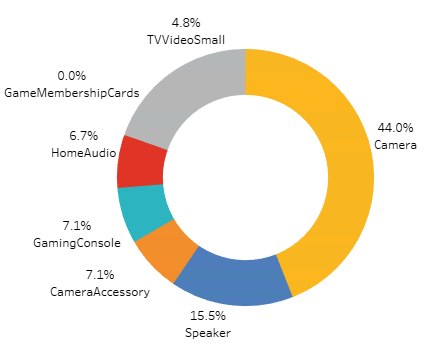 4.8%
TVVideoSmall
0.0%
GameMembershipCards
6.7%
HomeAudio
7.1%
GamingConsole
7.1%
CameraAccessory
15.5%
Speaker
44.0%
Camera